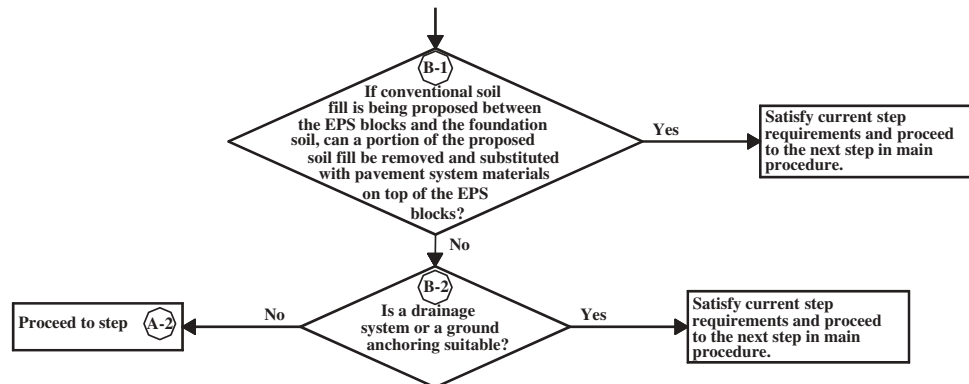 B-1
If conventional soil
fill is being proposed between
the EPS blocks and the foundation
soil, can a portion of the proposed
soil fill be removed and substituted
with pavement system materials
on top of the EPS
blocks?
Yes
Satisfy current step
requirements and proceed
to the next step in main
procedure.
No
B-2
Is a drainage
system or a ground
anchoring suitable?
No
Proceed to step A-2
Yes
Satisfy current step
requirements and proceed
to the next step in main
procedure.